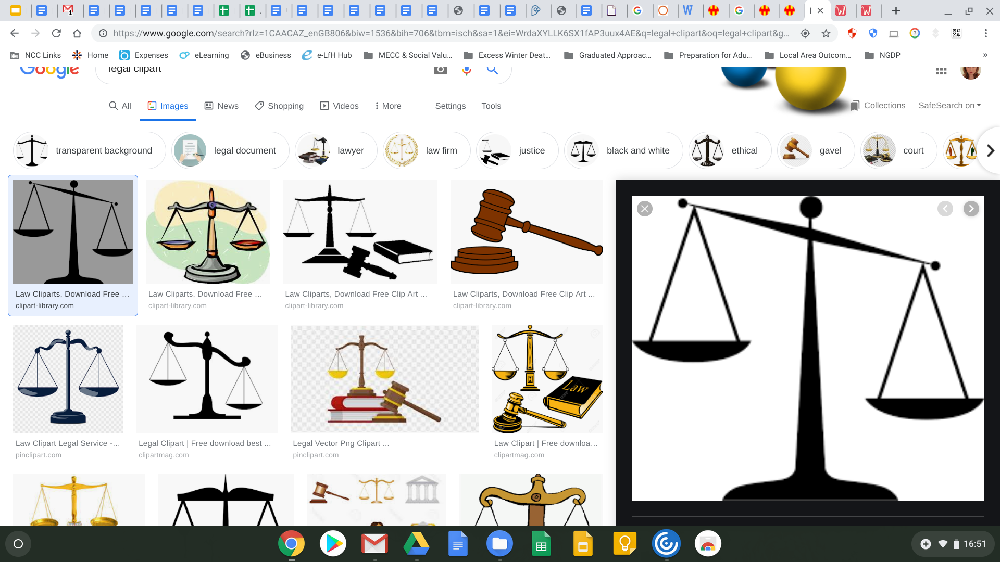 1
l
https://www.google.com/search?rlz=1CAACAZ_enGB806&biw=1536&bih=706&tbm=isch&sa=1&ei=WrdaXYLLK6SX1fAP3uux4AE&q=legal+clipart&oq=legal+clipart&g...
NCC Links Home Expenses eLearning eBusiness e-LfH Hub MECC & Social Valu... Excess Winter Deat... Graduated Approac... Preparation for Adu... Local Area Outcom... NGDP »
Google legal clipart
All Images News Shopping Videos More Settings Tools Collections SafeSearch on
transparent background legal document lawyer law firm justice black and white ethical gavel court
Ethics
Law Cliparts, Download Free ... Law Cliparts, Download Free ... Law Cliparts, Download Free Clip Art ... Law Cliparts, Download Free Clip Art ...
clipart-library.com clipart-library.com clipart-library.com clipart-library.com
Law
Law Clipart Legal Service -... Legal Clipart | Free download best ... Legal Vector Png Clipart ... Law Clipart | Free downloa...
pinclipart.com clipartmag.com pinclipart.com clipartmag.com
16:51